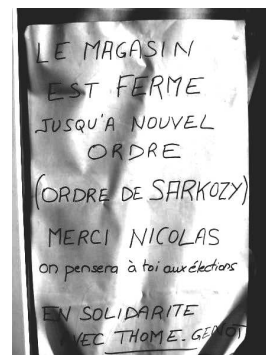 LE MAGASIN
EST FERME
JUSQU'A NOUVEL
ORDRE
(ORDRE DE SARKOZY)
MERCI NICOLAS
on pensera à toi aux élections
EN SOLIDARITE
AVEC THOME-GENOT